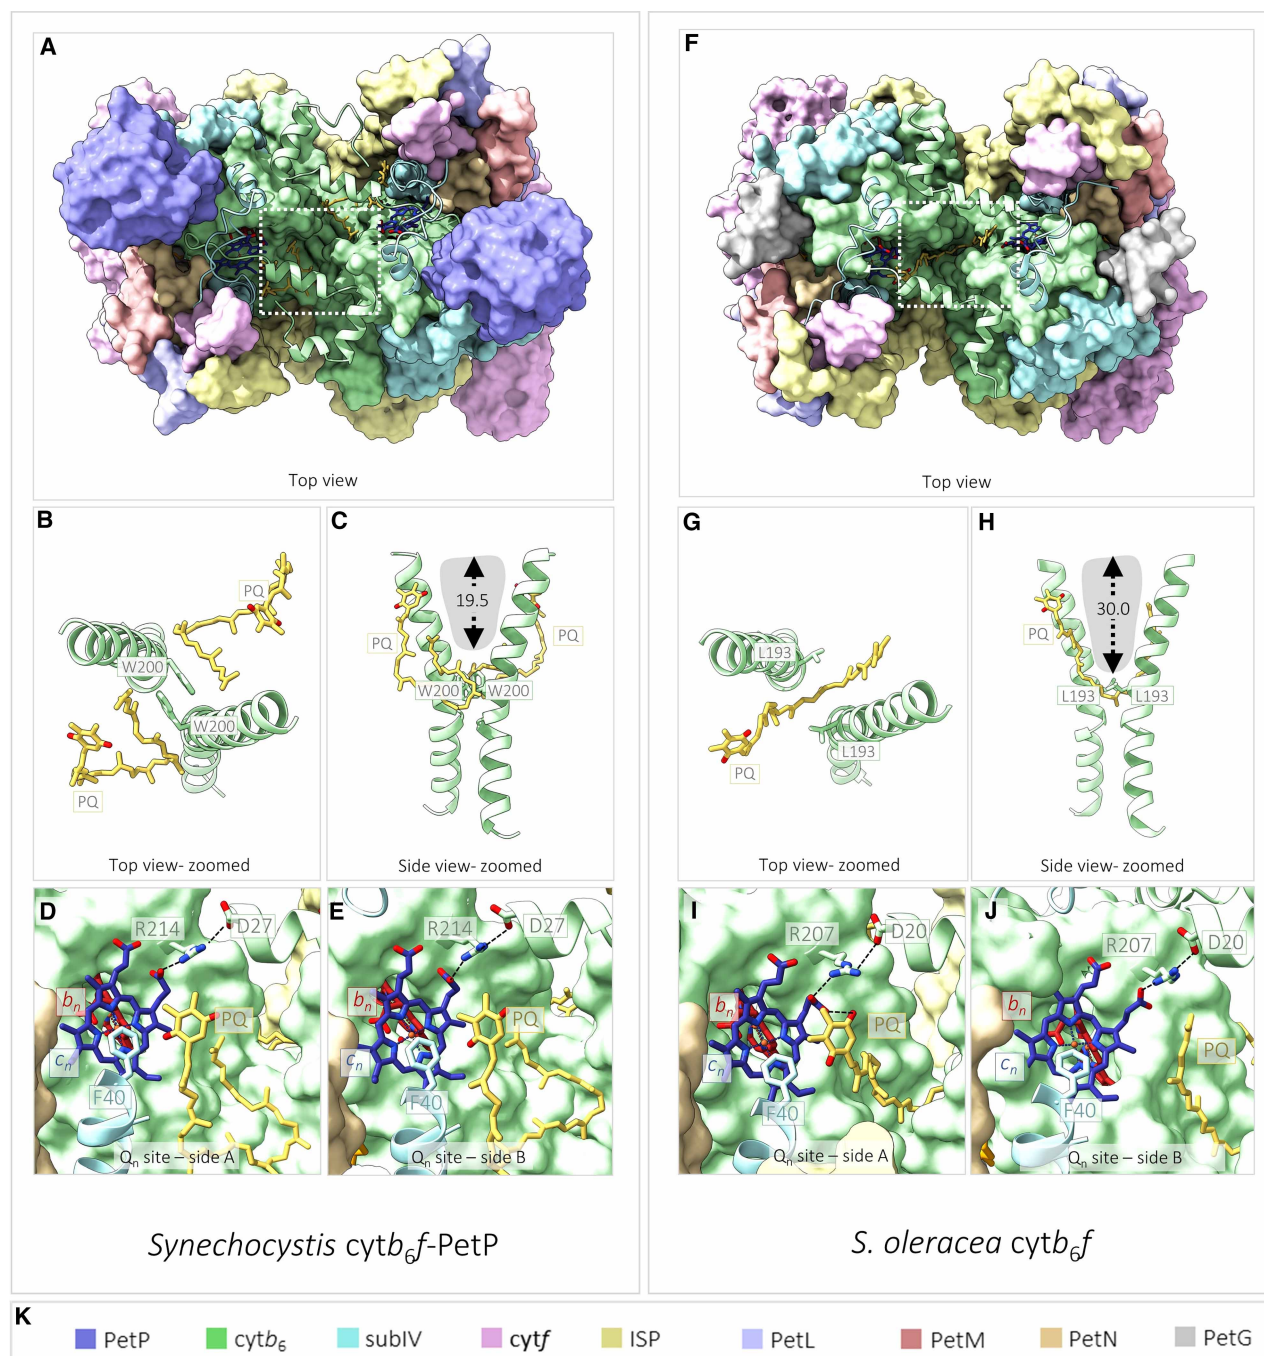 A
Top view
B
PQ
W200
W200
PQ
Top view- zoomed
C
19.5
PQ
PQ
W200
W200
Side view- zoomed
D
R214
D27
bn
PQ
cn
F40
Qn site – side A
E
R214
D27
bn
PQ
cn
F40
Qn site – side B
Synechocystis cytb6f-PetP
F
Top view
G
L193
L193
PQ
Top view- zoomed
H
30.0
PQ
L193
L193
Side view- zoomed
I
R207
D20
bn
PQ
cn
F40
Qn site – side A
J
R207
D20
bn
PQ
cn
F40
Qn site – side B
S. oleracea cytb6f
K
PetP
cytb6
subIV
cytf
ISP
PetL
PetM
PetN
PetG